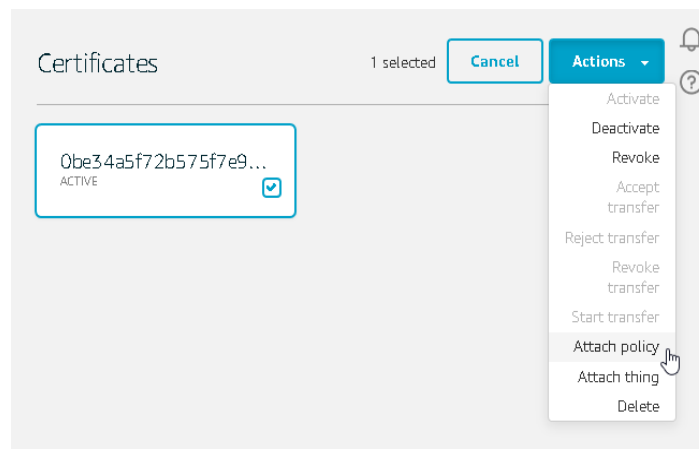 Certificates
1 selected
Cancel
Actions
Activate
Deactivate
Revoke
Accept
transfer
Reject transfer
Revoke
transfer
Start transfer
Attach policy
Attach thing
Delete
0be34a5f72b575f7e9...
ACTIVE
?